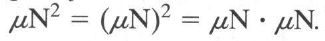 μN² = (μN)² = μN · μN.